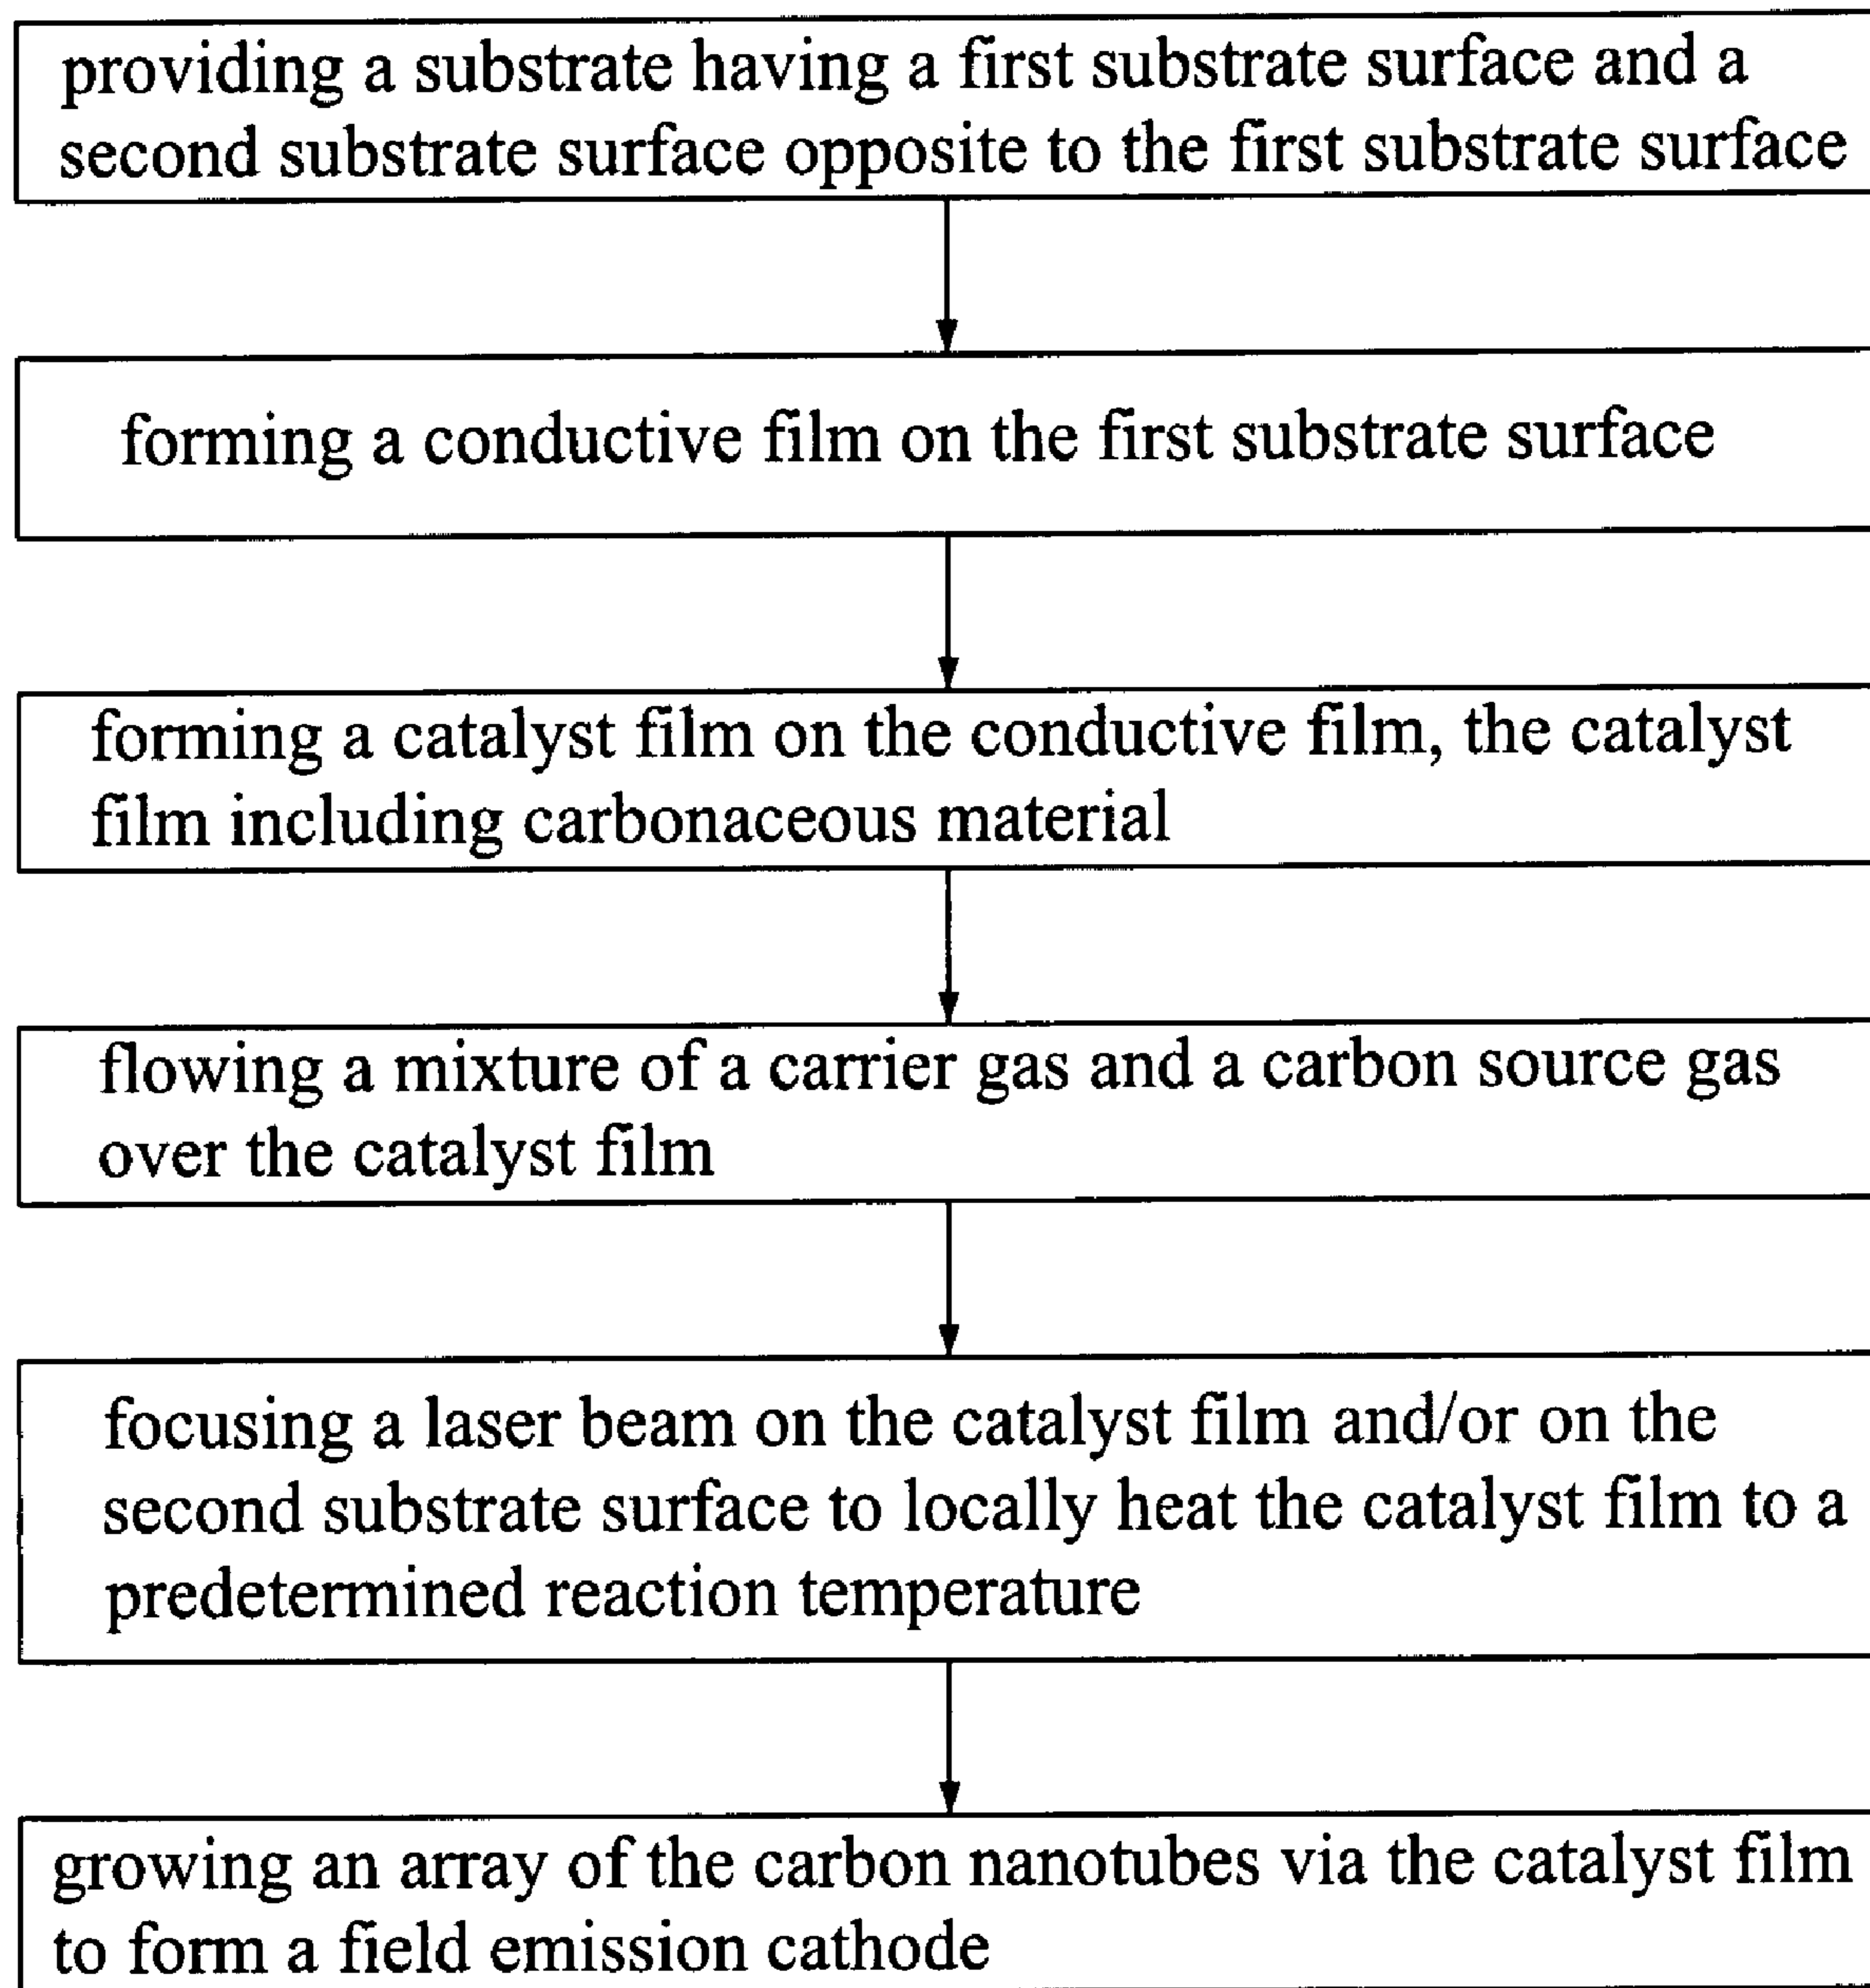 providing a substrate having a first substrate surface and a
second substrate surface opposite to the first substrate surface
forming a conductive film on the first substrate surface
forming a catalyst film on the conductive film, the catalyst
film including carbonaceous material
flowing a mixture of a carrier gas and a carbon source gas
over the catalyst film
focusing a laser beam on the catalyst film and/or on the
second substrate surface to locally heat the catalyst film to a
predetermined reaction temperature
growing an array of the carbon nanotubes via the catalyst film
to form a field emission cathode